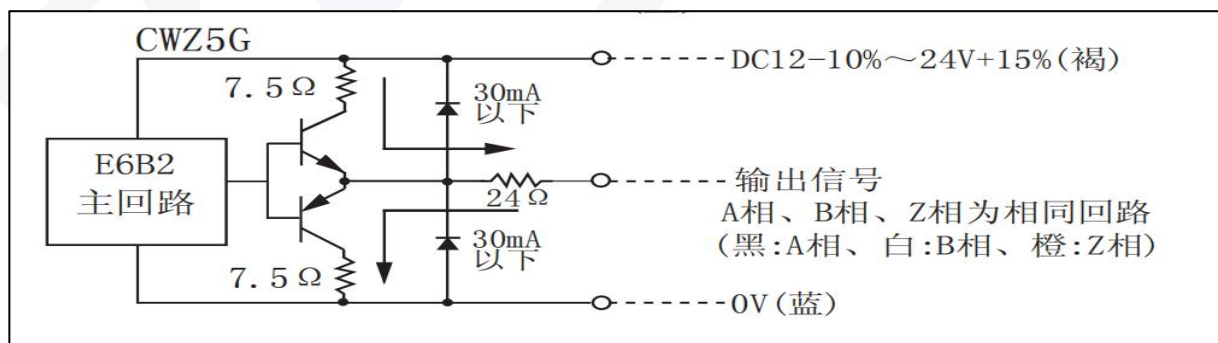 CWZ5G
DC12-10%～24V+15%(褐)
7.5Ω
30mA
以下
E6B2
主回路
24Ω
输出信号
A相、B相、Z相为相同回路
(黑:A相、白:B相、橙:Z相)
30mA
以下
7.5Ω
0V(蓝)